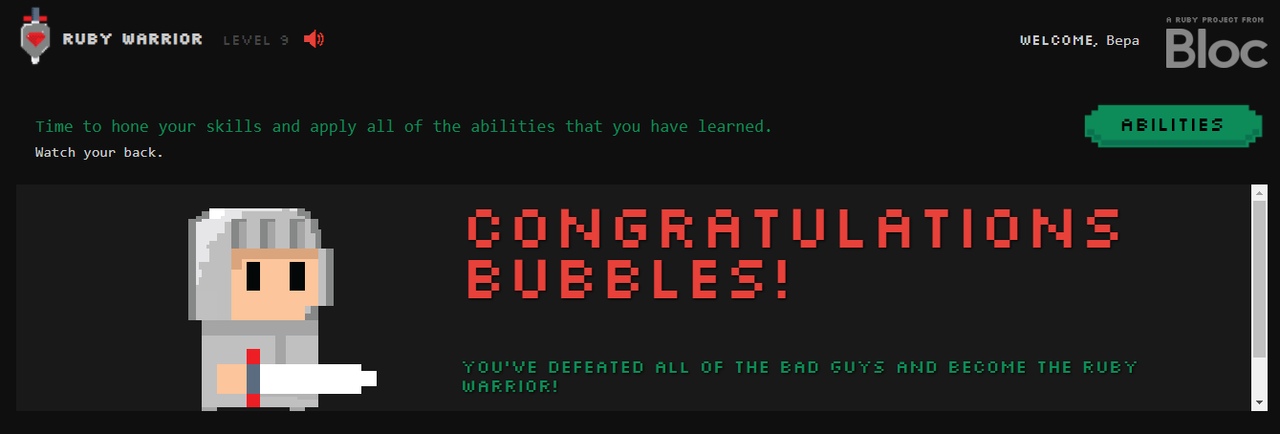 RUBY WARRIOR LEVEL 9
WELCOME, Bepa
A RUBY PROJECT FROM
Bloc
Time to hone your skills and apply all of the abilities that you have learned.
Watch your back.
ABILITIES
CONGRATULATIONS
BUBBLES!
YOU'VE DEFEATED ALL OF THE BAD GUYS AND BECOME THE RUBY
WARRIOR!